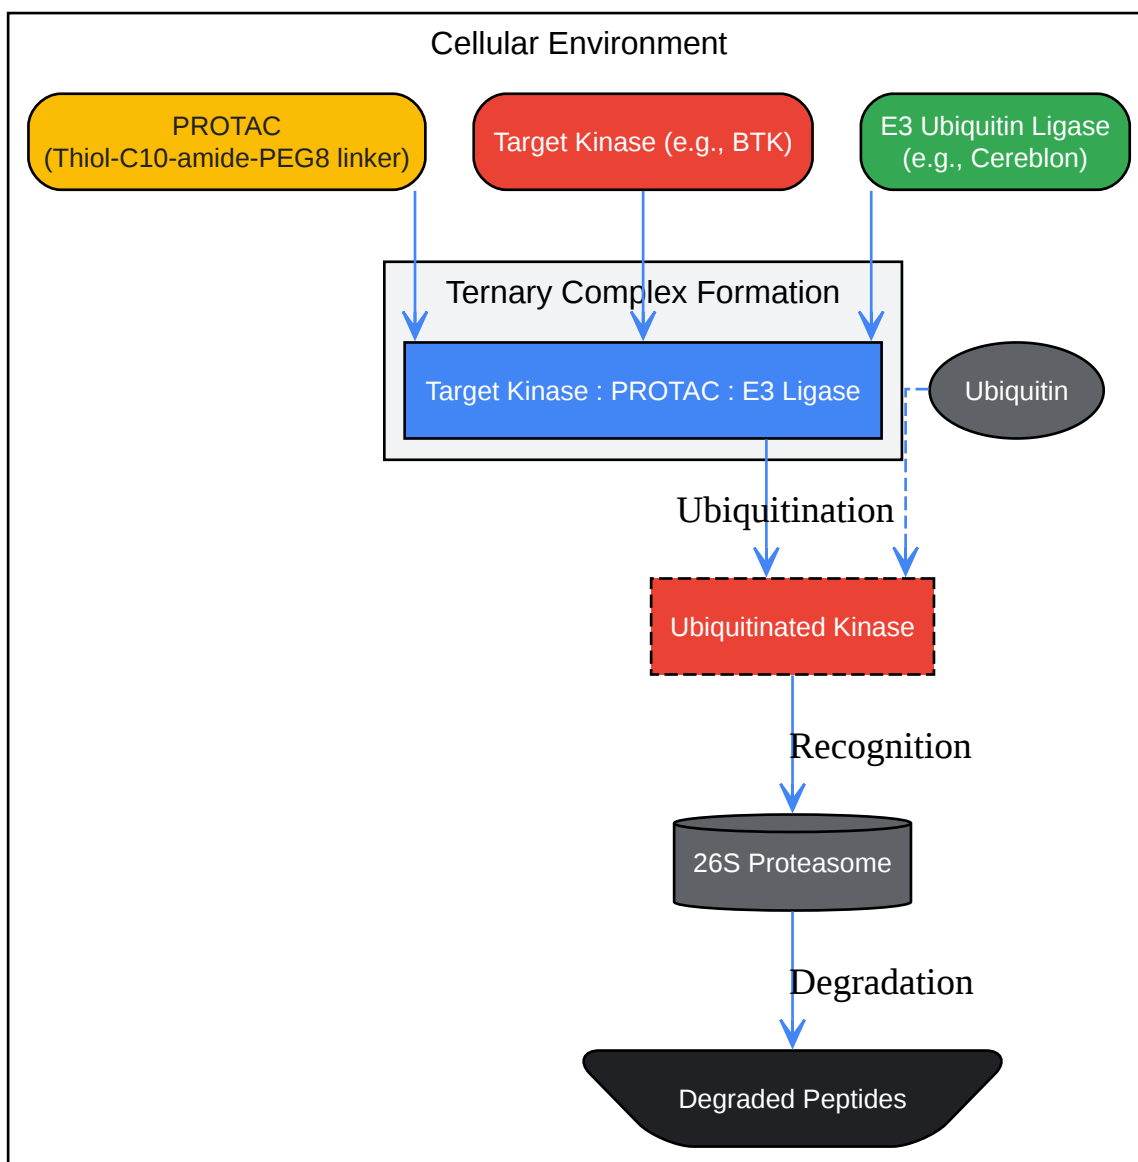 Cellular Environment
PROTAC
(Thiol-C10-amide-PEG8 linker)
Target Kinase (e.g., BTK)
E3 Ubiquitin Ligase
(e.g., Cereblon)
Ternary Complex Formation
Target Kinase : PROTAC : E3 Ligase
Ubiquitin
Ubiquitination
Ubiquitinated Kinase
Recognition
26S Proteasome
Degradation
Degraded Peptides